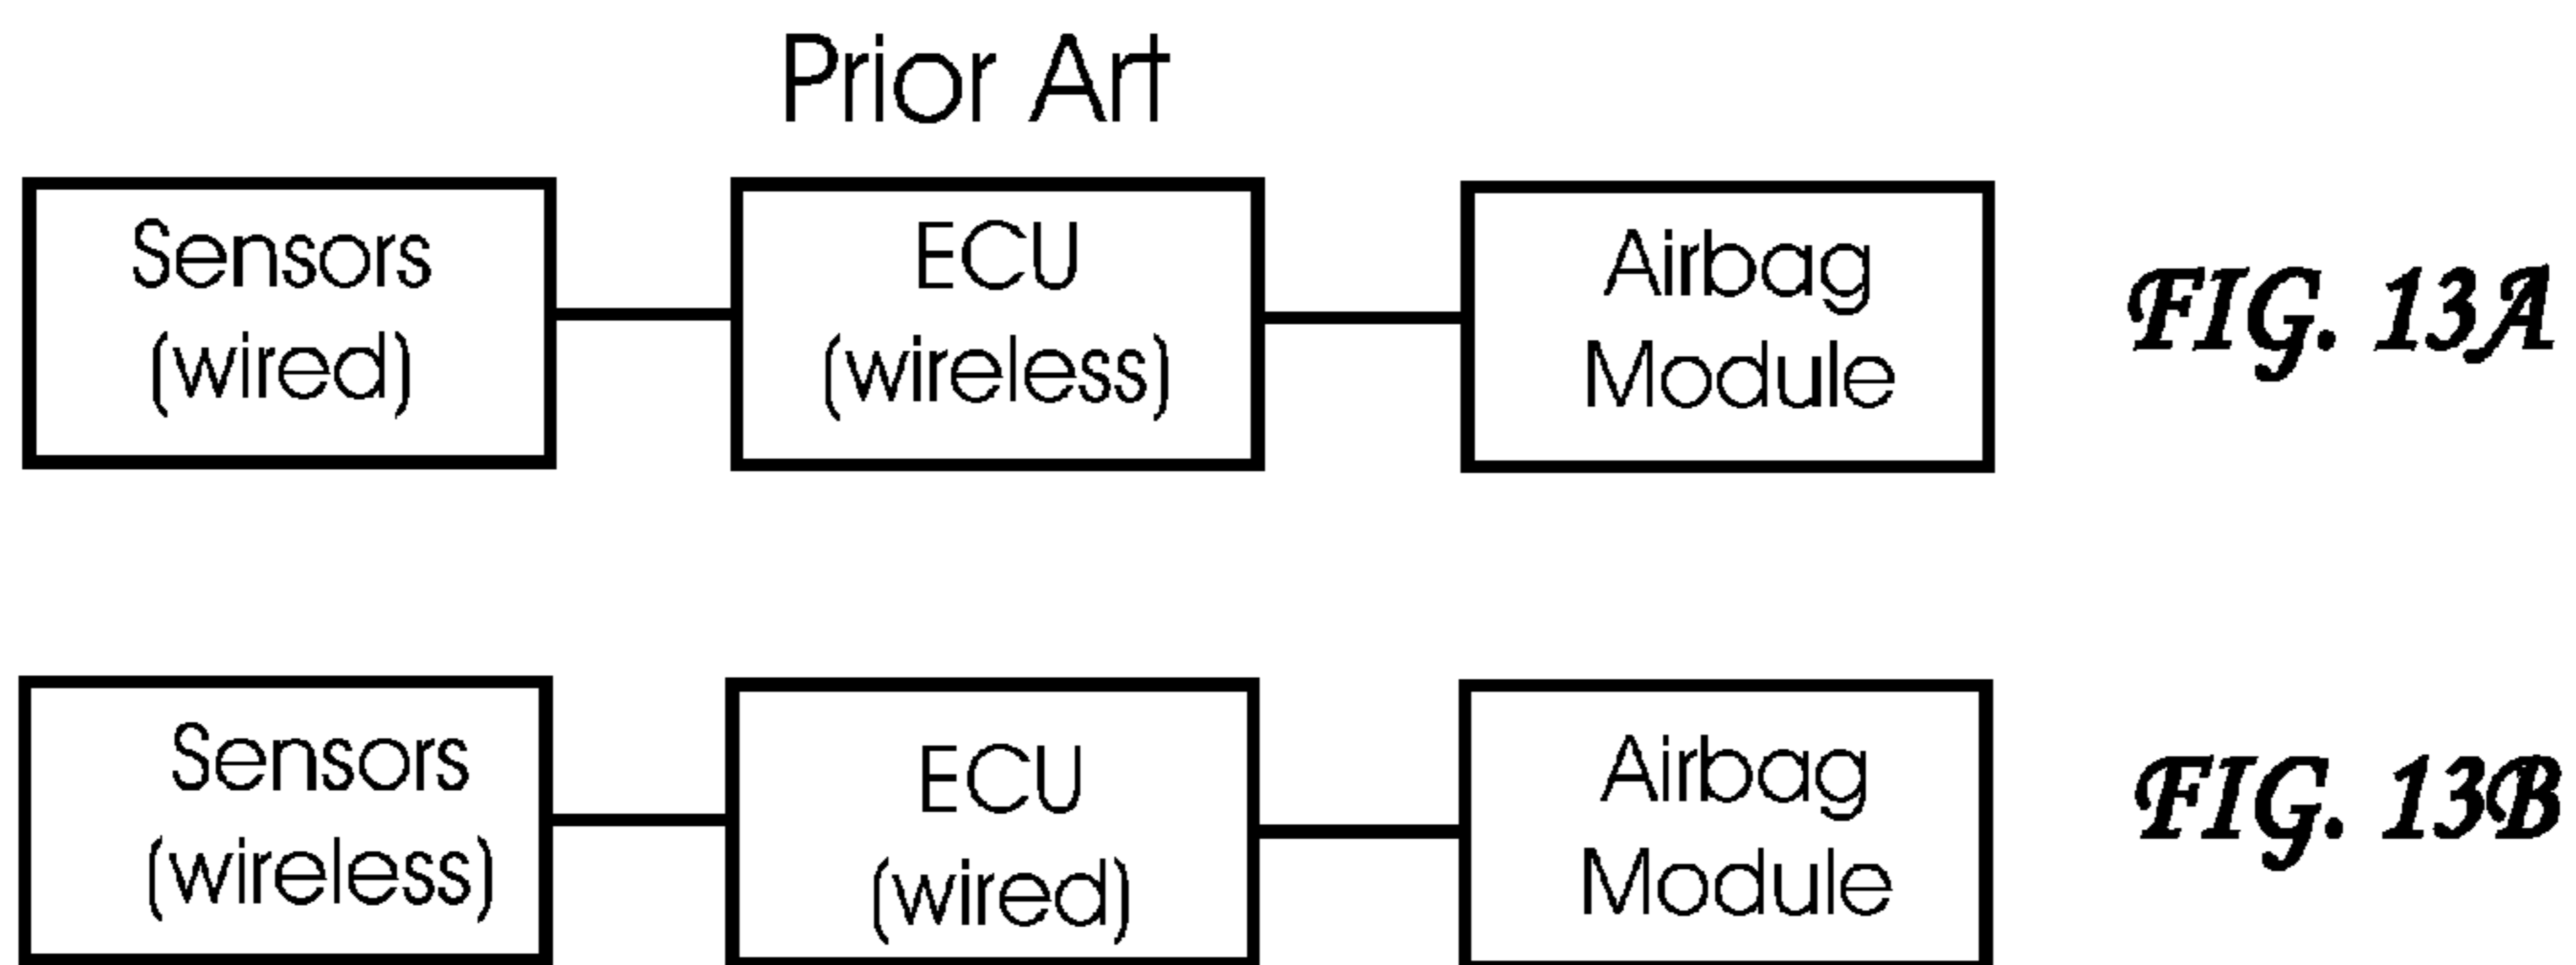 Prior Art
Sensors
(wired)
ECU
(wireless)
Airbag
Module
FIG. 13A
Sensors
(wireless)
ECU
(wired)
Airbag
Module
FIG. 13B